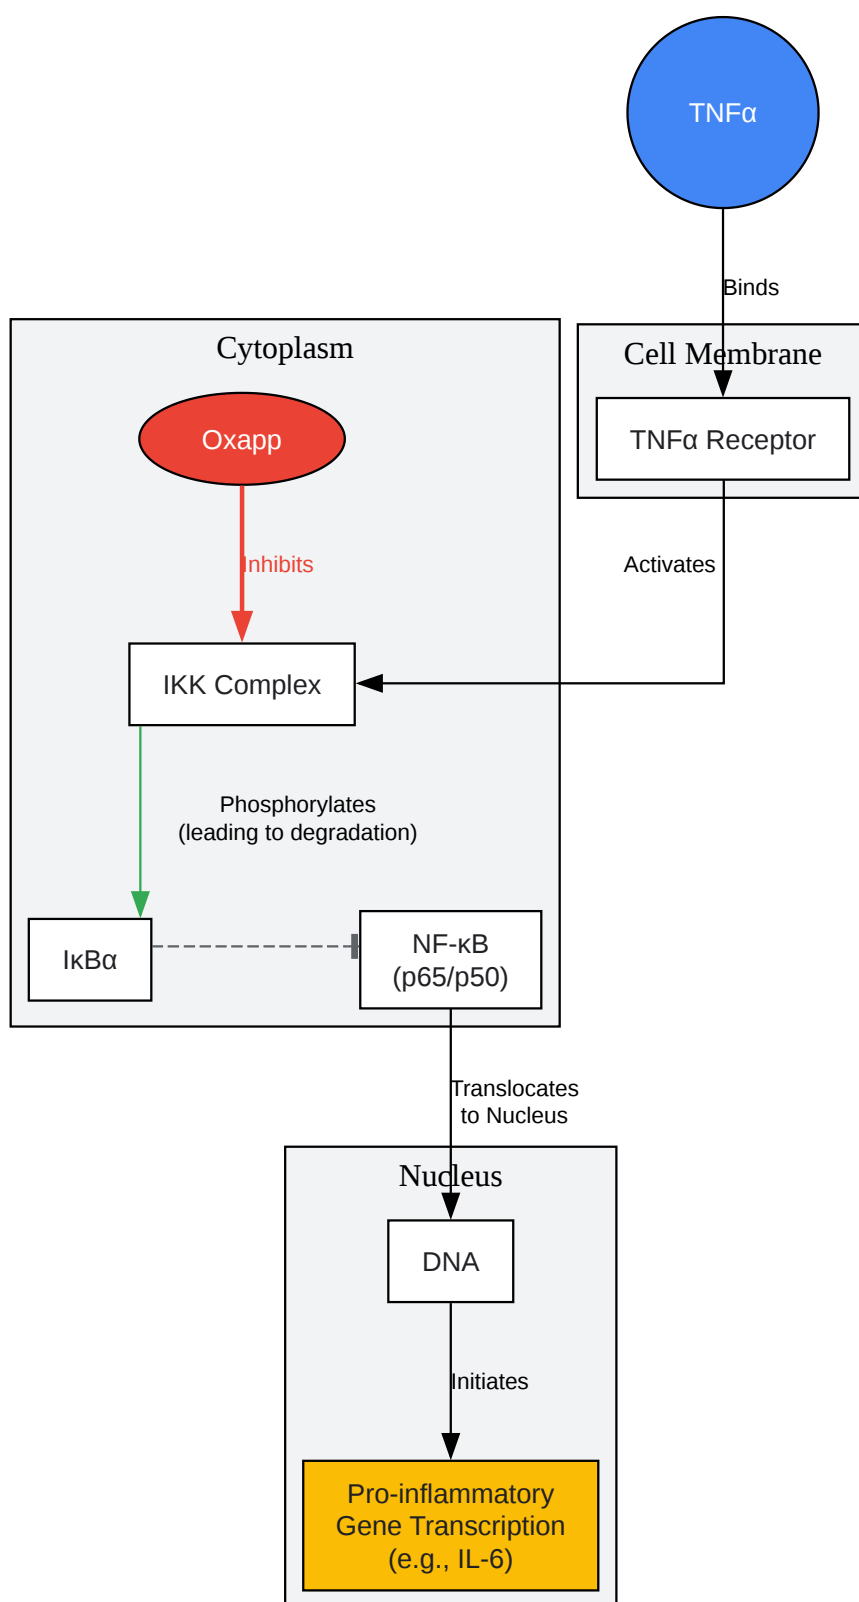 TNFα
Binds
Cytoplasm
Cell Membrane
Oxapp
TNFα Receptor
Inhibits
Activates
IKK Complex
Phosphorylates
(leading to degradation)
IκBα
NF-κB
(p65/p50)
Translocates
to Nucleus
Nucleus
DNA
Initiates
Pro-inflammatory
Gene Transcription
(e.g., IL-6)